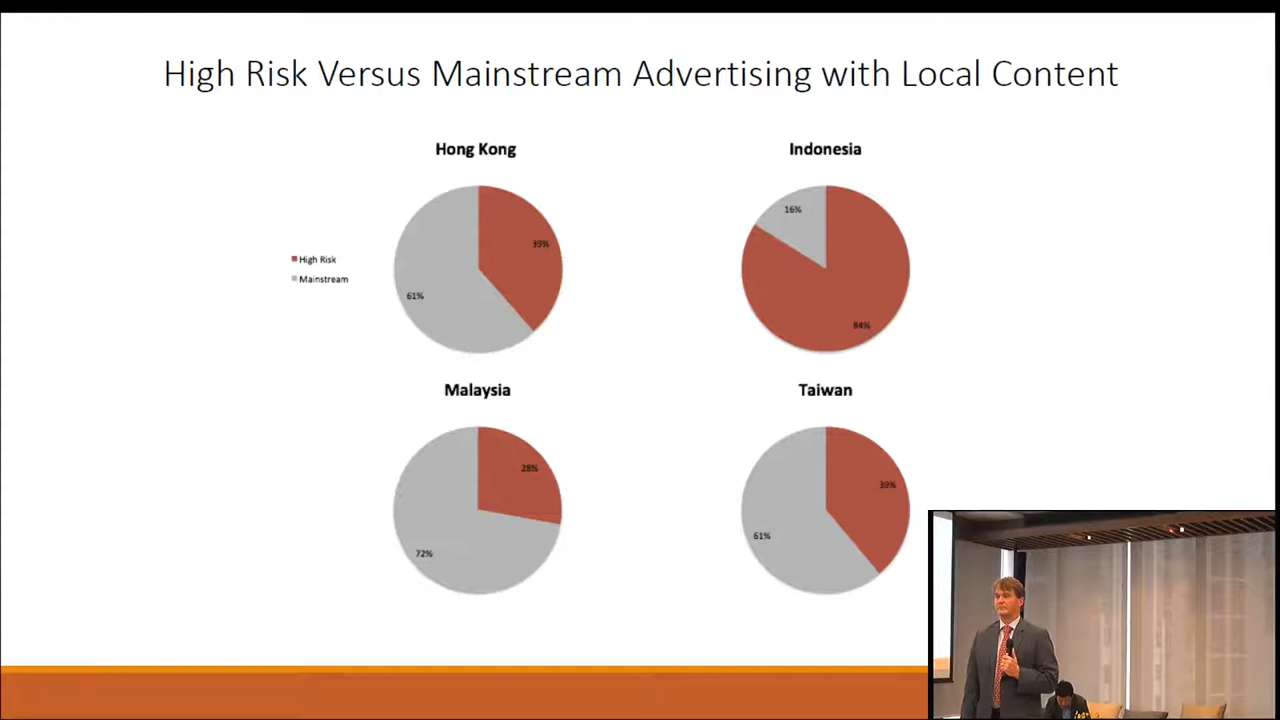 High Risk Versus Mainstream Advertising with Local Content
Hong Kong
High Risk
Mainstream
39%
61%
Indonesia
16%
84%
Malaysia
28%
72%
Taiwan
39%
61%